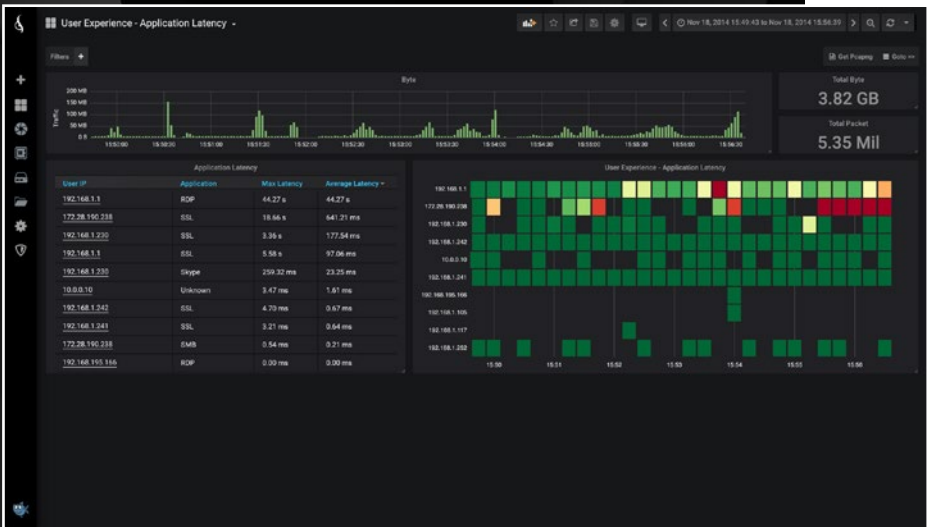 User Experience - Application Latency
Nov 18, 2014 15:49:43 to Nov 18, 2014 15:56:39
Filters
Get Pcapng
Goto
Byte
Traffic
200 MB
150 MB
100 MB
50 MB
0 B
15:50:00 15:50:30 15:51:00 15:51:30 15:52:00 15:52:30 15:53:00 15:53:30 15:54:00 15:54:30 15:55:00 15:55:30 15:56:00 15:56:30
Total Byte
3.82 GB
Total Packet
5.35 Mil
Application Latency
User IP Application Max Latency Average Latency
192.168.1.1 RDP 44.27 s 44.27 s
172.28.190.238 SSL 18.66 s 641.21 ms
192.168.1.230 SSL 3.36 s 177.54 ms
192.168.1.1 SSL 5.58 s 97.06 ms
192.168.1.230 Skype 259.32 ms 23.25 ms
10.0.0.10 Unknown 3.47 ms 1.61 ms
192.168.1.242 SSL 4.70 ms 0.67 ms
192.168.1.241 SSL 3.21 ms 0.64 ms
172.28.190.238 SMB 0.54 ms 0.21 ms
192.168.195.166 RDP 0.00 ms 0.00 ms
User Experience - Application Latency
192.168.1.1
172.28.190.238
192.168.1.230
192.168.1.242
10.0.0.10
192.168.1.241
192.168.195.166
192.168.1.105
192.168.1.117
192.168.1.252
15:50 15:51 15:52 15:53 15:54 15:55 15:56